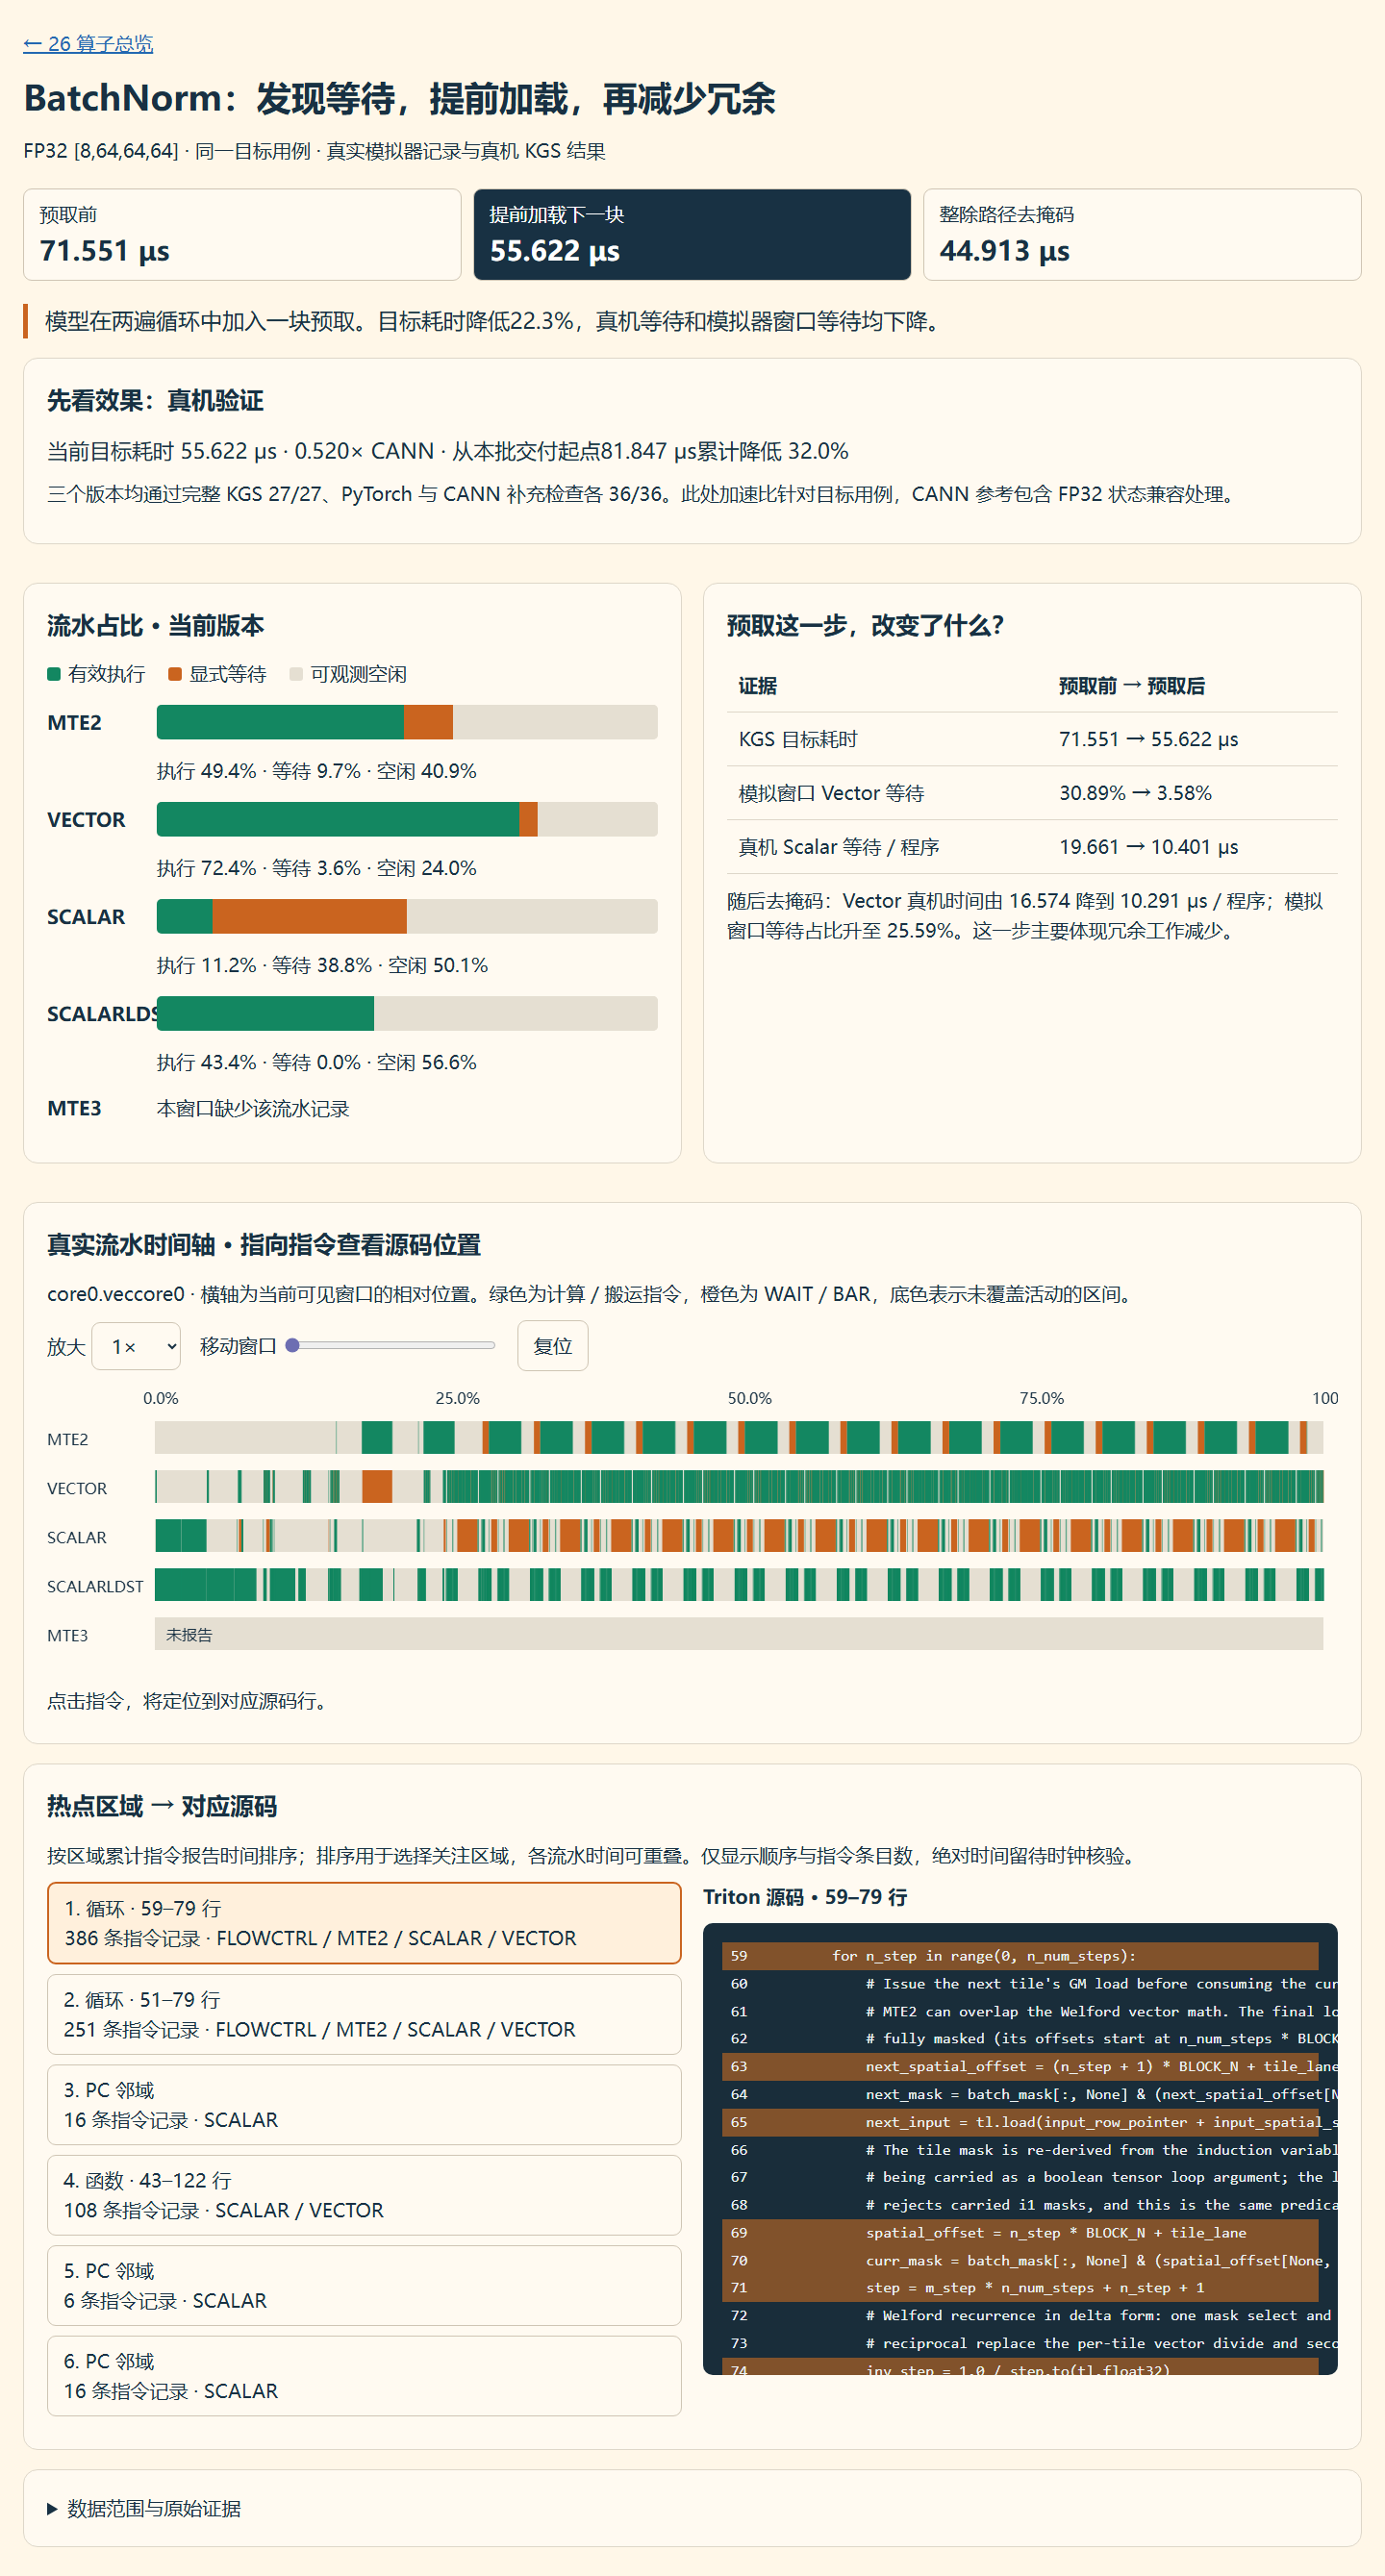 ← 26 算子总览
BatchNorm：发现等待，提前加载，再减少冗余
FP32 [8,64,64,64] · 同一目标用例 · 真实模拟器记录与真机 KGS 结果
预取前
71.551 µs
提前加载下一块
55.622 µs
整除路径去掩码
44.913 µs
模型在两遍循环中加入一块预取。目标耗时降低22.3%，真机等待和模拟器窗口等待均下降。
先看效果：真机验证
当前目标耗时 55.622 µs · 0.520× CANN · 从本批交付起点81.847 µs累计降低 32.0%
三个版本均通过完整 KGS 27/27、PyTorch 与 CANN 补充检查各 36/36。此处加速比针对目标用例，CANN 参考包含 FP32 状态兼容处理。
流水占比 • 当前版本
有效执行 显式等待 可观测空闲
MTE2
执行 49.4% · 等待 9.7% · 空闲 40.9%
VECTOR
执行 72.4% · 等待 3.6% · 空闲 24.0%
SCALAR
执行 11.2% · 等待 38.8% · 空闲 50.1%
SCALARLDS
执行 43.4% · 等待 0.0% · 空闲 56.6%
MTE3 本窗口缺少该流水记录
预取这一步，改变了什么？
证据 预取前 → 预取后
KGS 目标耗时 71.551 → 55.622 µs
模拟窗口 Vector 等待 30.89% → 3.58%
真机 Scalar 等待 / 程序 19.661 → 10.401 µs
随后去掩码：Vector 真机时间由 16.574 降到 10.291 µs / 程序；模拟
窗口等待占比升至 25.59%。这一步主要体现冗余工作减少。
真实流水时间轴 • 指向指令查看源码位置
core0.veccore0 · 横轴为当前可见窗口的相对位置。绿色为计算 / 搬运指令，橙色为 WAIT / BAR，底色表示未覆盖活动的区间。
放大 1× 移动窗口 复位
0.0% 25.0% 50.0% 75.0% 100
MTE2
VECTOR
SCALAR
SCALARLDST
MTE3 未报告
点击指令，将定位到对应源码行。
热点区域 → 对应源码
按区域累计指令报告时间排序；排序用于选择关注区域，各流水时间可重叠。仅显示顺序与指令条目数，绝对时间留待时钟核验。
1. 循环 · 59–79 行
386 条指令记录 · FLOWCTRL / MTE2 / SCALAR / VECTOR
2. 循环 · 51–79 行
251 条指令记录 · FLOWCTRL / MTE2 / SCALAR / VECTOR
3. PC 邻域
16 条指令记录 · SCALAR
4. 函数 · 43–122 行
108 条指令记录 · SCALAR / VECTOR
5. PC 邻域
6 条指令记录 · SCALAR
6. PC 邻域
16 条指令记录 · SCALAR
Triton 源码 • 59–79 行
59 for n_step in range(0, n_num_steps):
60 # Issue the next tile's GM load before consuming the cur
61 # MTE2 can overlap the Welford vector math. The final lo
62 # fully masked (its offsets start at n_num_steps * BLOCK
63 next_spatial_offset = (n_step + 1) * BLOCK_N + tile_lane
64 next_mask = batch_mask[:, None] & (next_spatial_offset[N
65 next_input = tl.load(input_row_pointer + input_spatial_s
66 # The tile mask is re-derived from the induction variabl
67 # being carried as a boolean tensor loop argument; the l
68 # rejects carried i1 masks, and this is the same predica
69 spatial_offset = n_step * BLOCK_N + tile_lane
70 curr_mask = batch_mask[:, None] & (spatial_offset[None,
71 step = m_step * n_num_steps + n_step + 1
72 # Welford recurrence in delta form: one mask select and
73 # reciprocal replace the per-tile vector divide and seco
74 inv_step = 1.0 / step.to(tl.float32)
▶ 数据范围与原始证据